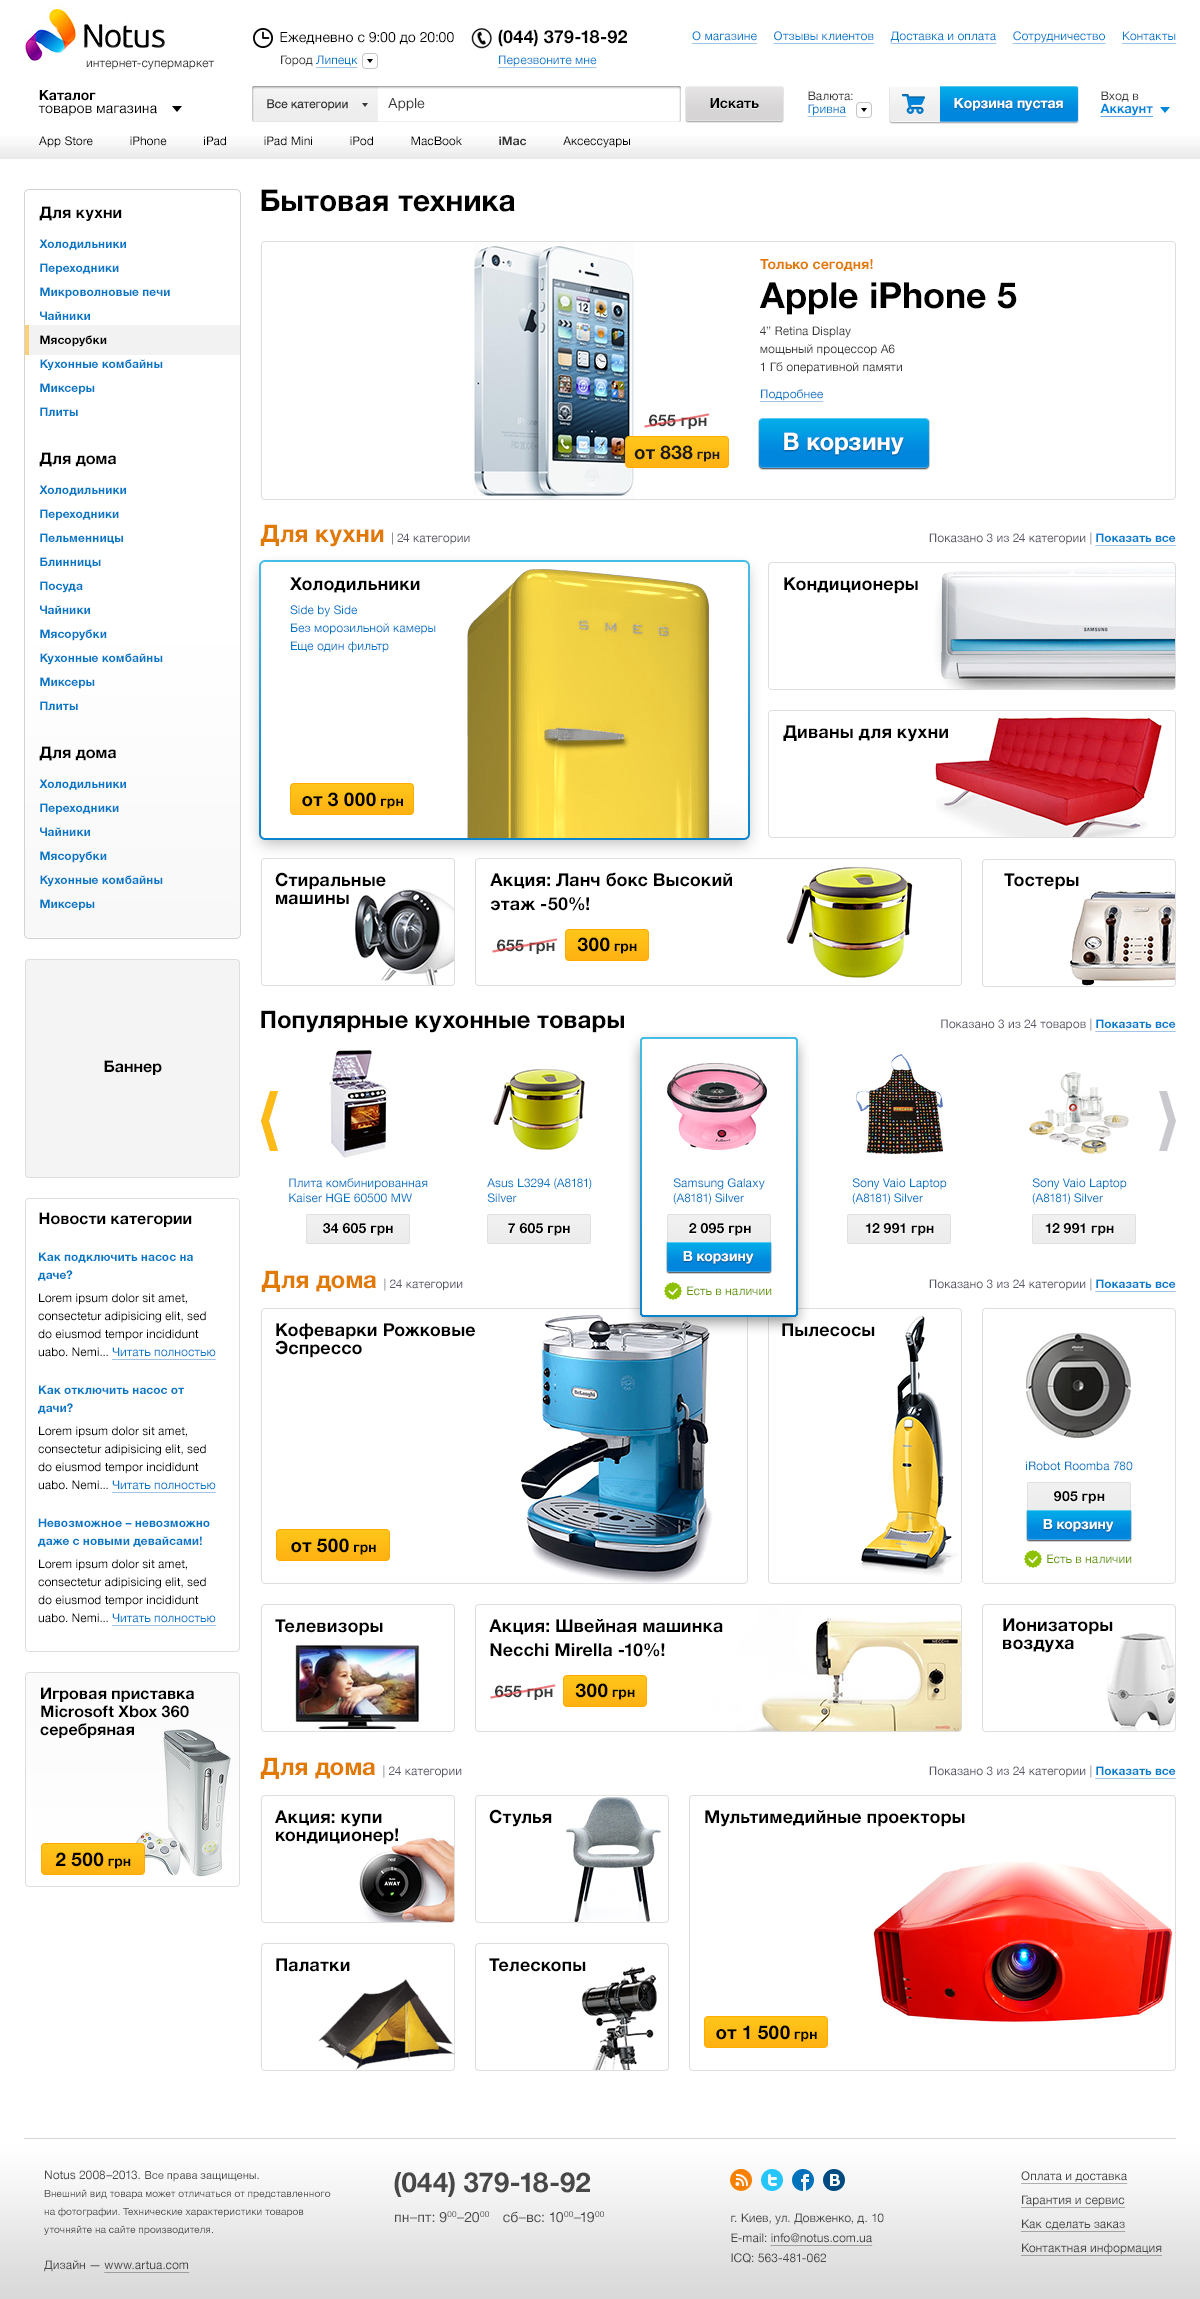 Notus
интернет-супермаркет
Ежедневно с 9:00 до 20:00
Город Липецк
(044) 379-18-92
Перезвоните мне
О магазине
Отзывы клиентов
Доставка и оплата
Сотрудничество
Контакты
Каталог
товаров магазина
Все категории
Apple
Искать
Валюта:
Гривна
Корзина пустая
Вход в
Аккаунт
App Store
iPhone
iPad
iPad Mini
iPod
MacBook
iMac
Аксессуары
Для кухни
Холодильники
Переходники
Микроволновые печи
Чайники
Мясорубки
Кухонные комбайны
Миксеры
Плиты
Для дома
Холодильники
Переходники
Пельменницы
Блинницы
Посуда
Чайники
Мясорубки
Кухонные комбайны
Миксеры
Плиты
Для дома
Холодильники
Переходники
Чайники
Мясорубки
Кухонные комбайны
Миксеры
Баннер
Новости категории
Как подключить насос на
даче?
Lorem ipsum dolor sit amet,
consectetur adipisicing elit, sed
do eiusmod tempor incididunt
uabo. Nemi... Читать полностью
Как отключить насос от
дачи?
Lorem ipsum dolor sit amet,
consectetur adipisicing elit, sed
do eiusmod tempor incididunt
uabo. Nemi... Читать полностью
Невозможное – невозможно
даже с новыми девайсами!
Lorem ipsum dolor sit amet,
consectetur adipisicing elit, sed
do eiusmod tempor incididunt
uabo. Nemi... Читать полностью
Игровая приставка
Microsoft Xbox 360
серебряная
2 500 грн
Бытовая техника
Только сегодня!
Apple iPhone 5
4" Retina Display
мощьный процессор А6
1 Гб оперативной памяти
Подробнее
655 грн
от 838 грн
В корзину
Для кухни | 24 категории
Показано 3 из 24 категории | Показать все
Холодильники
Side by Side
Без морозильной камеры
Еще один фильтр
SMEG
от 3 000 грн
Кондиционеры
SAMSUNG
Диваны для кухни
Стиральные
машины
Акция: Ланч бокс Высокий
этаж -50%!
655 грн
300 грн
Тостеры
Популярные кухонные товары
Показано 3 из 24 товаров | Показать все
Плита комбинированная
Kaiser HGE 60500 MW
34 605 грн
Asus L3294 (A8181)
Silver
7 605 грн
Samsung Galaxy
(A8181) Silver
2 095 грн
В корзину
Есть в наличии
Sony Vaio Laptop
(A8181) Silver
12 991 грн
Sony Vaio Laptop
(A8181) Silver
12 991 грн
Для дома | 24 категории
Показано 3 из 24 категории | Показать все
Кофеварки Рожковые
Эспрессо
DeLonghi
от 500 грн
Пылесосы
iRobot Roomba 780
905 грн
В корзину
Есть в наличии
Телевизоры
Акция: Швейная машинка
Necchi Mirella -10%!
655 грн
300 грн
NECCHI
Ионизаторы
воздуха
Для дома | 24 категории
Показано 3 из 24 категории | Показать все
Акция: купи
кондиционер!
AWAY
Стулья
Мультимедийные проекторы
от 1 500 грн
Палатки
Телескопы
Notus 2008–2013. Все права защищены.
Внешний вид товара может отличаться от представленного
на фотографии. Технические характеристики товаров
уточняйте на сайте производителя.
Дизайн — www.artua.com
(044) 379-18-92
пн–пт: 9⁰⁰–20⁰⁰ сб–вс: 10⁰⁰–19⁰⁰
г. Киев, ул. Довженко, д. 10
E-mail: info@notus.com.ua
ICQ: 563-481-062
Оплата и доставка
Гарантия и сервис
Как сделать заказ
Контактная информация